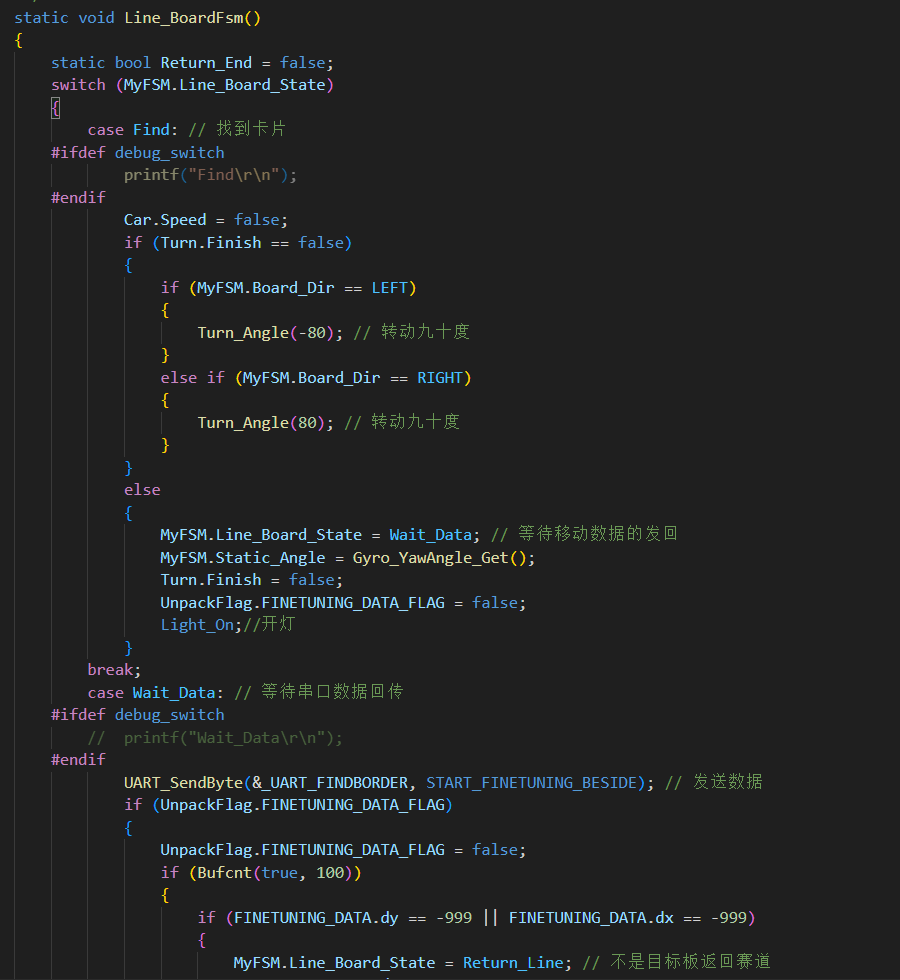 static void Line_BoardFsm()
{
    static bool Return_End = false;
    switch (MyFSM.Line_Board_State)
    {
        case Find: // 找到卡片
    #ifdef debug_switch
            printf("Find\r\n");
    #endif
            Car.Speed = false;
            if (Turn.Finish == false)
            {
                if (MyFSM.Board_Dir == LEFT)
                {
                    Turn_Angle(-80); // 转动九十度
                }
                else if (MyFSM.Board_Dir == RIGHT)
                {
                    Turn_Angle(80); // 转动九十度
                }
            }
            else
            {
                MyFSM.Line_Board_State = Wait_Data; // 等待移动数据的发回
                MyFSM.Static_Angle = Gyro_YawAngle_Get();
                Turn.Finish = false;
                UnpackFlag.FINETUNING_DATA_FLAG = false;
                Light_On;//开灯
            }
        break;
        case Wait_Data: // 等待串口数据回传
    #ifdef debug_switch
        //  printf("Wait_Data\r\n");
    #endif
            UART_SendByte(&_UART_FINDBORDER, START_FINETUNING_BESIDE); // 发送数据
            if (UnpackFlag.FINETUNING_DATA_FLAG)
            {
                UnpackFlag.FINETUNING_DATA_FLAG = false;
                if (Bufcnt(true, 100))
                {
                    if (FINETUNING_DATA.dy == -999 || FINETUNING_DATA.dx == -999)
                    {
                        MyFSM.Line_Board_State = Return_Line; // 不是目标板返回赛道